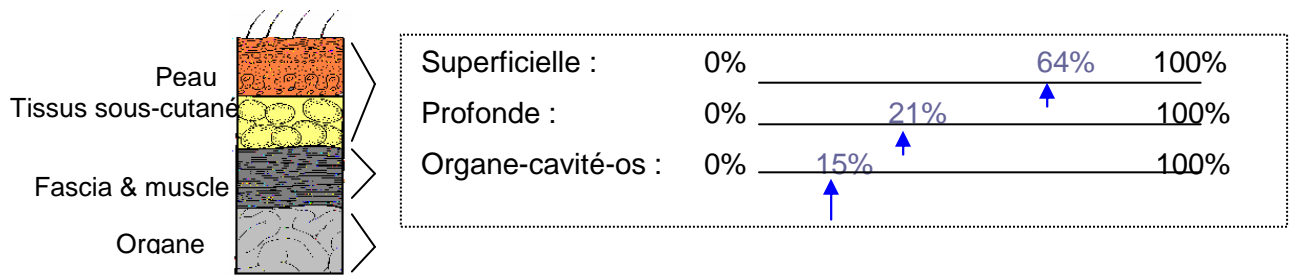 Peau
Tissus sous-cutané
Fascia & muscle
Organe
Superficielle : 0% 64% 100%
Profonde : 0% 21% 100%
Organe-cavité-os : 0% 15% 100%